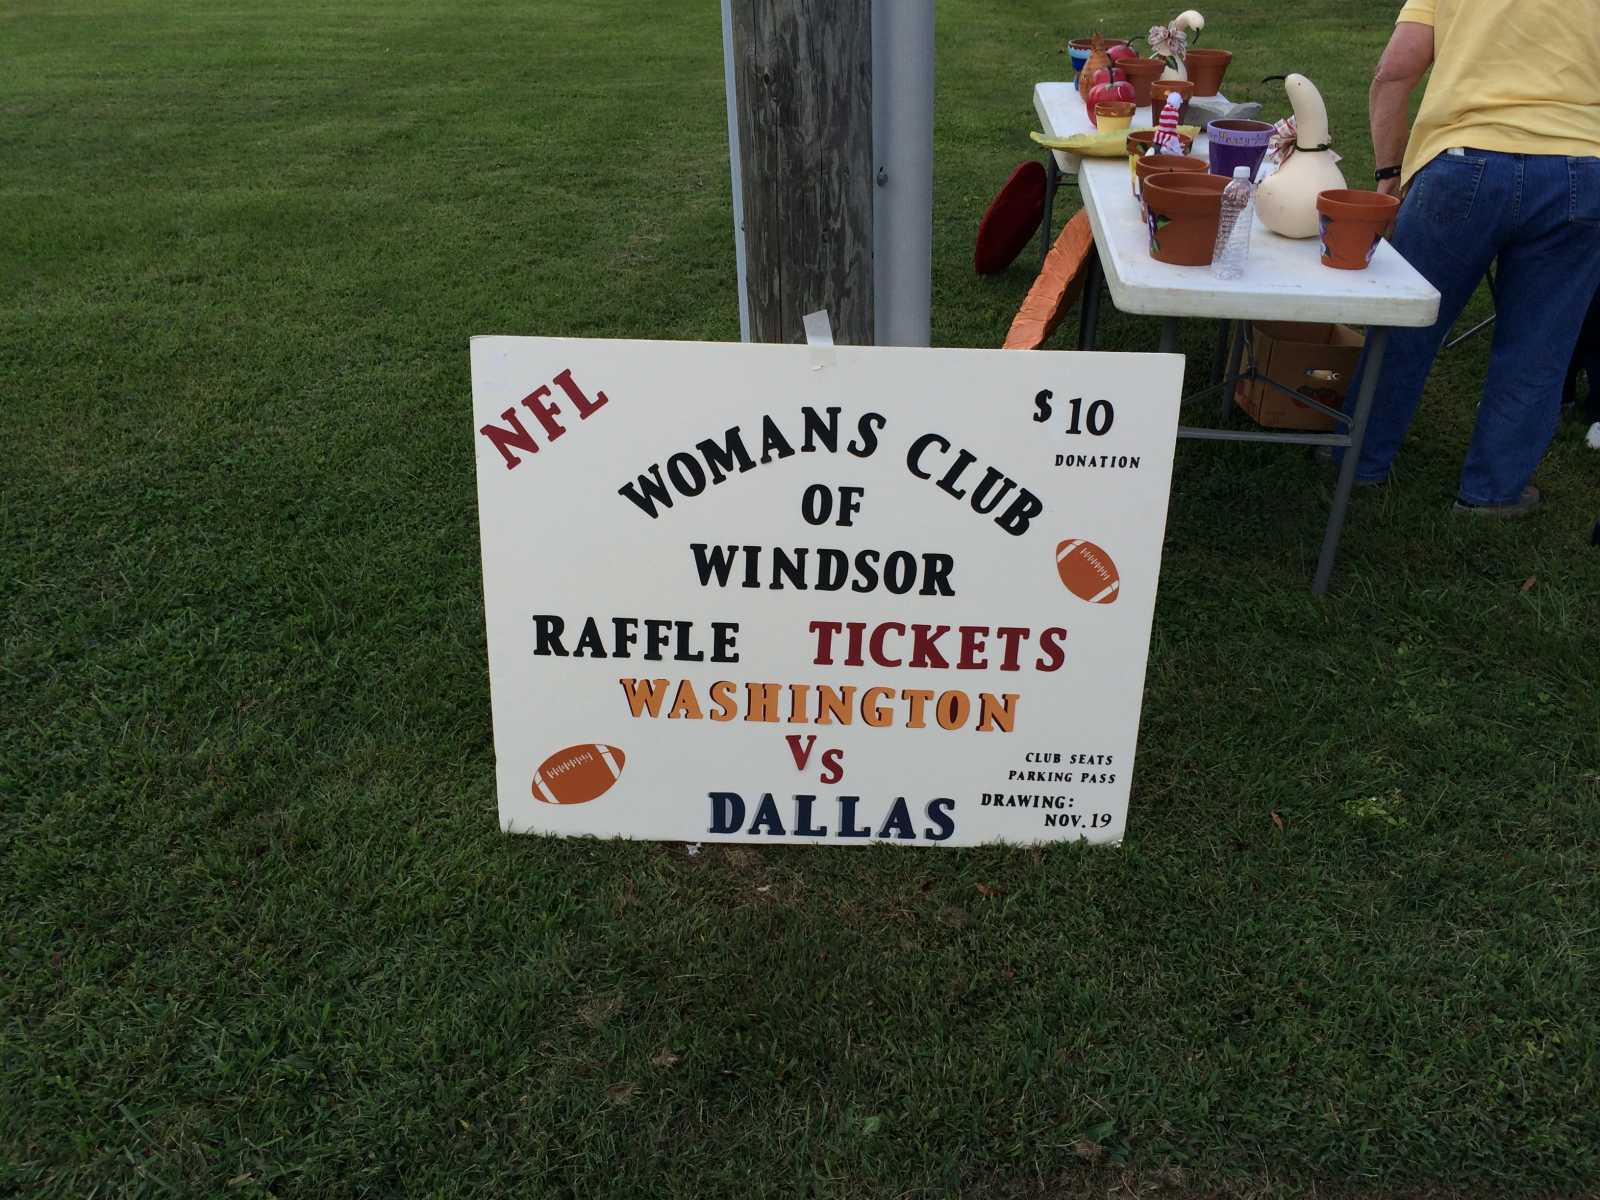 NFL
$10
DONATION
WOMANS CLUB
OF
WINDSOR
RAFFLE TICKETS
WASHINGTON
Vs
DALLAS
CLUB SEATS
PARKING PASS
DRAWING:
NOV. 19